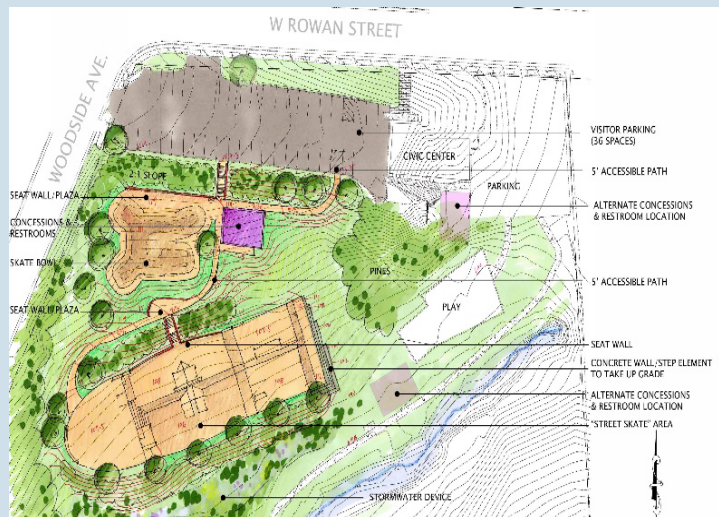 W ROWAN STREET
WOODSIDE AVE.
VISITOR PARKING
(36 SPACES)
CIVIC CENTER
5' ACCESSIBLE PATH
2:1 SLOPE
PARKING
SEAT WALL/PLAZA
ALTERNATE CONCESSIONS
& RESTROOM LOCATION
CONCESSIONS &
RESTROOMS
SKATE BOWL
PINES
5' ACCESSIBLE PATH
SEAT WALL/PLAZA
PLAY
SEAT WALL
CONCRETE WALL/STEP ELEMENT
TO TAKE UP GRADE
ALTERNATE CONCESSIONS
& RESTROOM LOCATION
"STREET SKATE" AREA
STORMWATER DEVICE